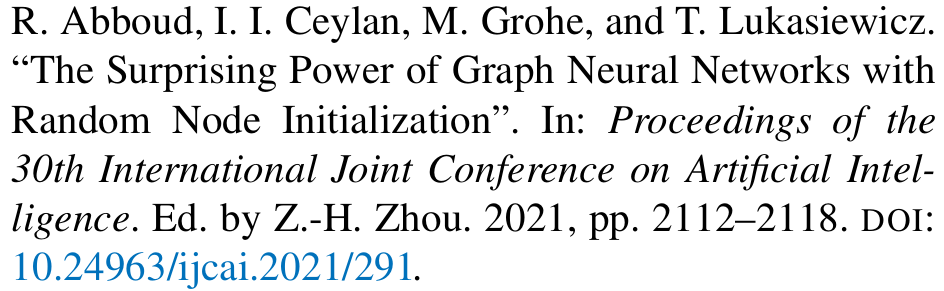 R. Abboud, I. I. Ceylan, M. Grohe, and T. Lukasiewicz.
“The Surprising Power of Graph Neural Networks with
Random Node Initialization”. In: Proceedings of the
30th International Joint Conference on Artificial Intel-
ligence. Ed. by Z.-H. Zhou. 2021, pp. 2112–2118. DOI:
10.24963/ijcai.2021/291.